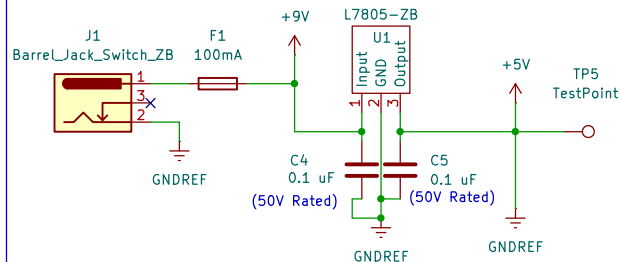 J1
Barrel_Jack_Switch_ZB
1
3
2
GNDREF
F1
100mA
+9V
L7805-ZB
U1
Input
GND
Output
1
2
3
C4
0.1 uF
(50V Rated)
C5
0.1 uF
(50V Rated)
GNDREF
+5V
GNDREF
TP5
TestPoint